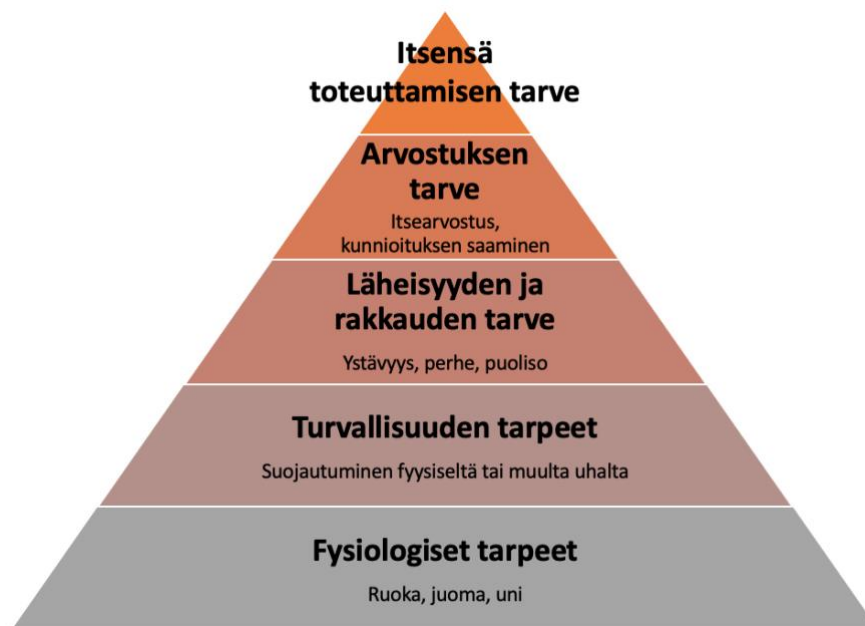 Itsensä
toteuttamisen tarve
Arvostuksen
tarve
Itsearvostus,
kunnioituksen saaminen
Läheisyyden ja
rakkauden tarve
Ystävyys, perhe, puoliso
Turvallisuuden tarpeet
Suojautuminen fyysiseltä tai muulta uhalta
Fysiologiset tarpeet
Ruoka, juoma, uni